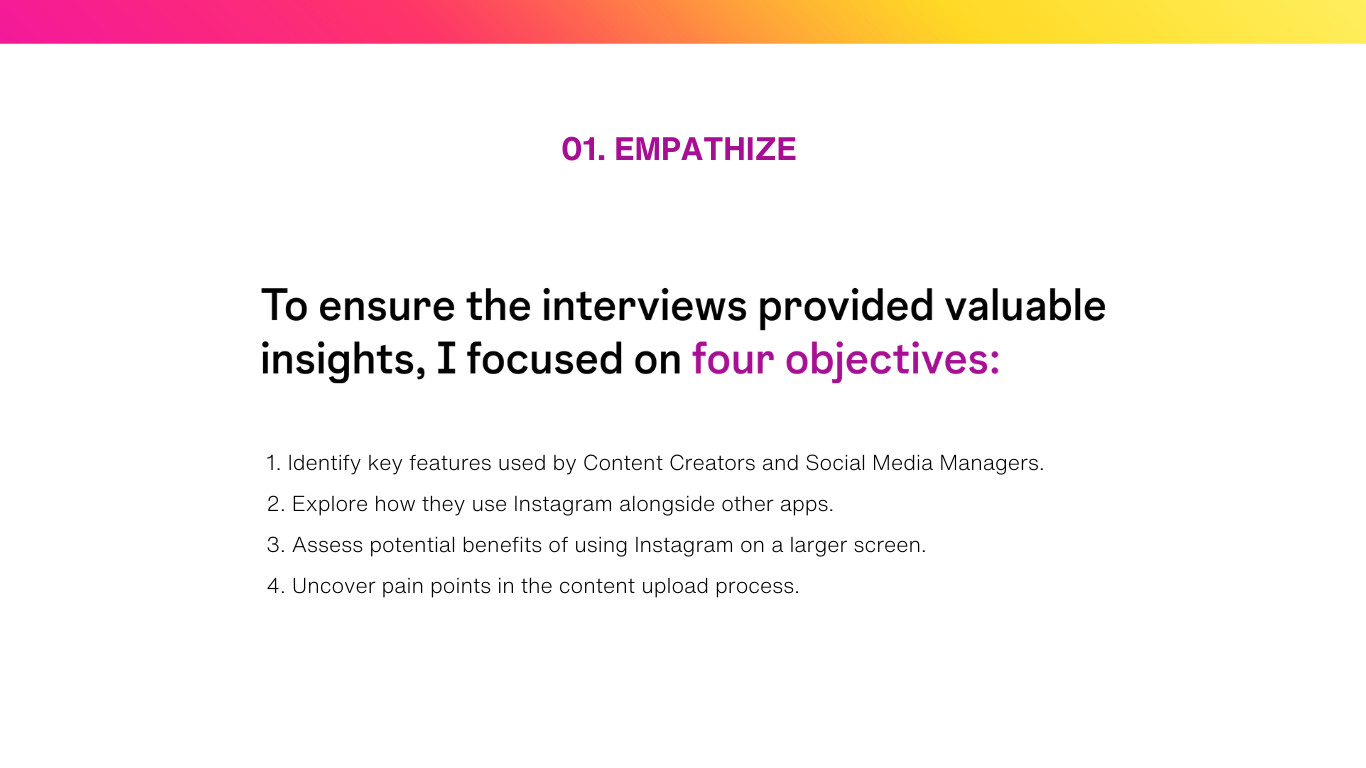 01. EMPATHIZE
To ensure the interviews provided valuable
insights, I focused on four objectives:
1. Identify key features used by Content Creators and Social Media Managers.
2. Explore how they use Instagram alongside other apps.
3. Assess potential benefits of using Instagram on a larger screen.
4. Uncover pain points in the content upload process.